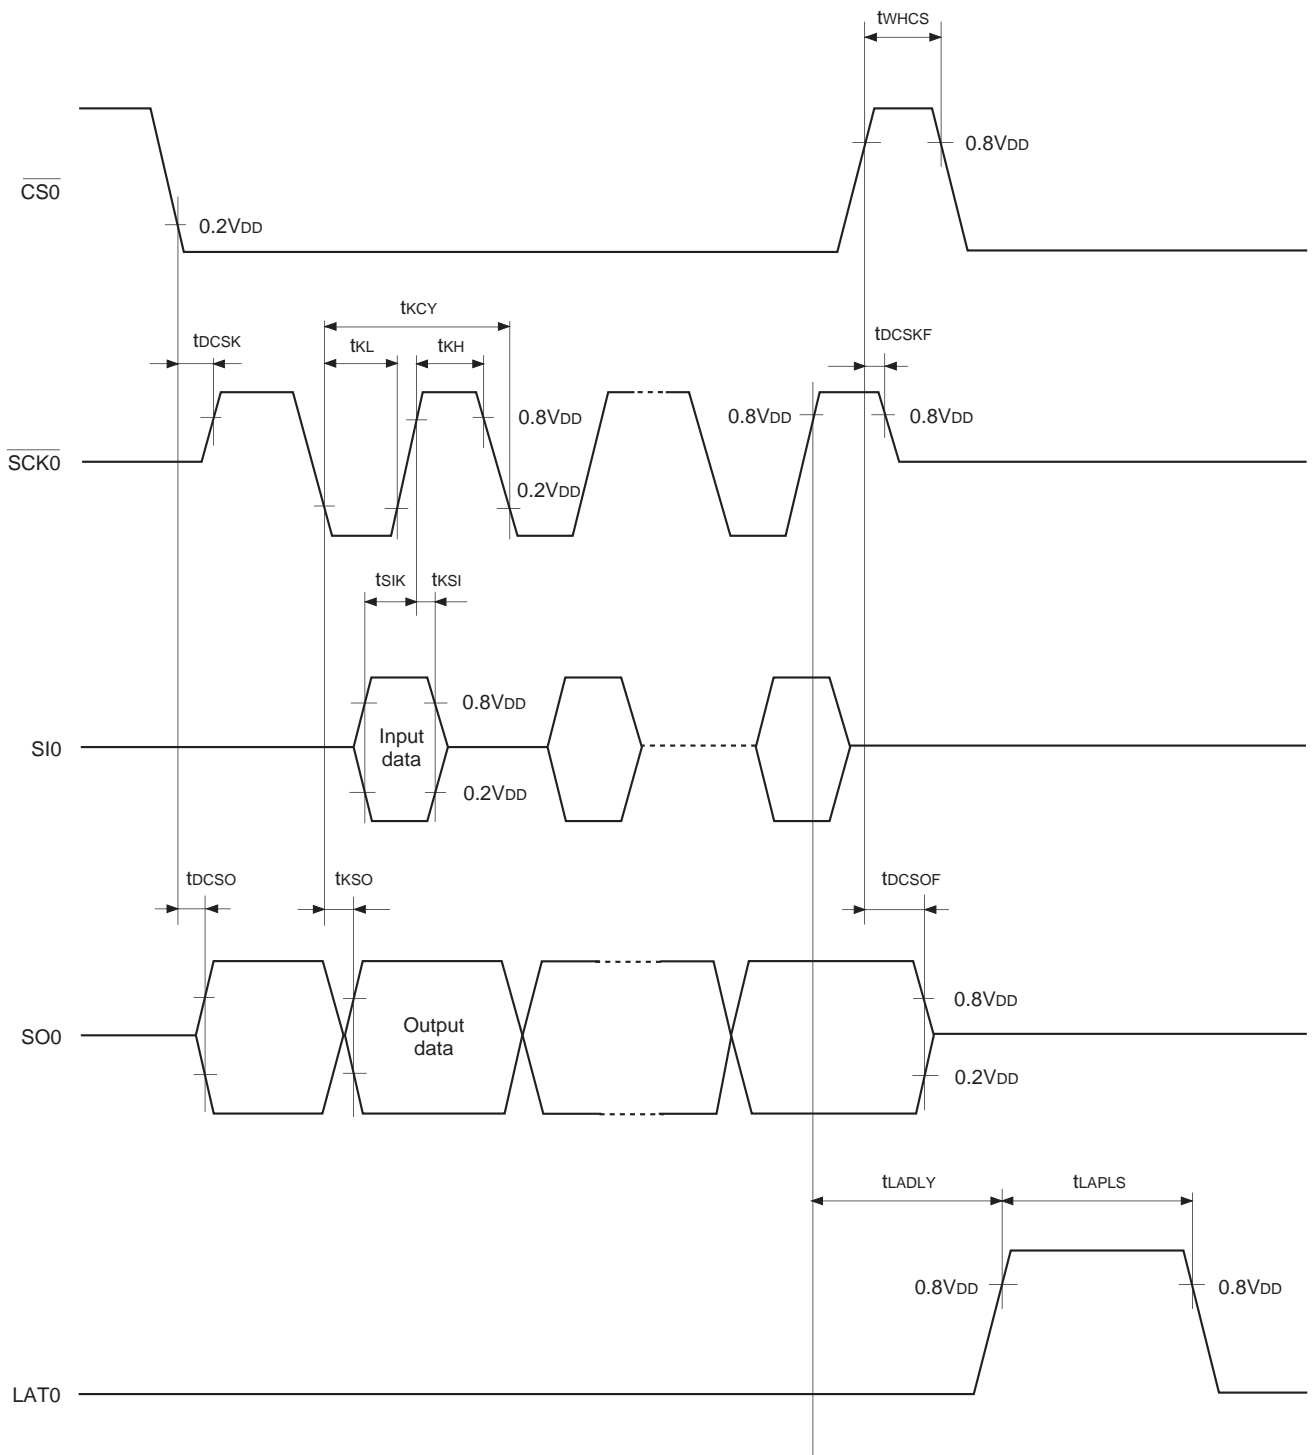 tWHCS
0.8VDD
CS0
0.2VDD
tKCY
tDCSK
tKL
tKH
tDCSKF
0.8VDD
0.8VDD
0.8VDD
SCK0
0.2VDD
tSIK
tKSI
0.8VDD
Input
data
SI0
0.2VDD
tDCSO
tKSO
tDCSOF
0.8VDD
Output
data
SO0
0.2VDD
tLADLY
tLAPLS
0.8VDD
0.8VDD
LAT0